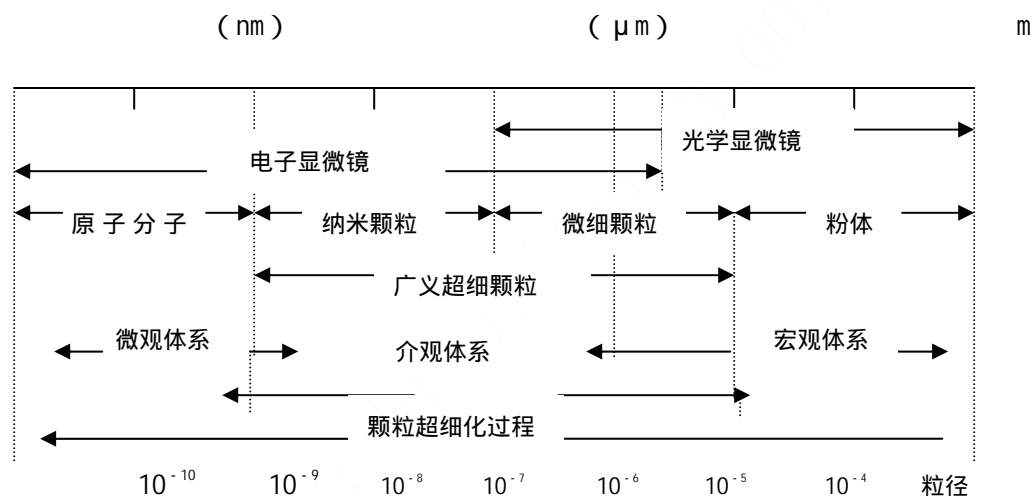 (nm) (μm) m
光学显微镜
电子显微镜
原子分子 纳米颗粒 微细颗粒 粉体
广义超细颗粒
微观体系 介观体系 宏观体系
颗粒超细化过程
10⁻¹⁰ 10⁻⁹ 10⁻⁸ 10⁻⁷ 10⁻⁶ 10⁻⁵ 10⁻⁴ 粒径